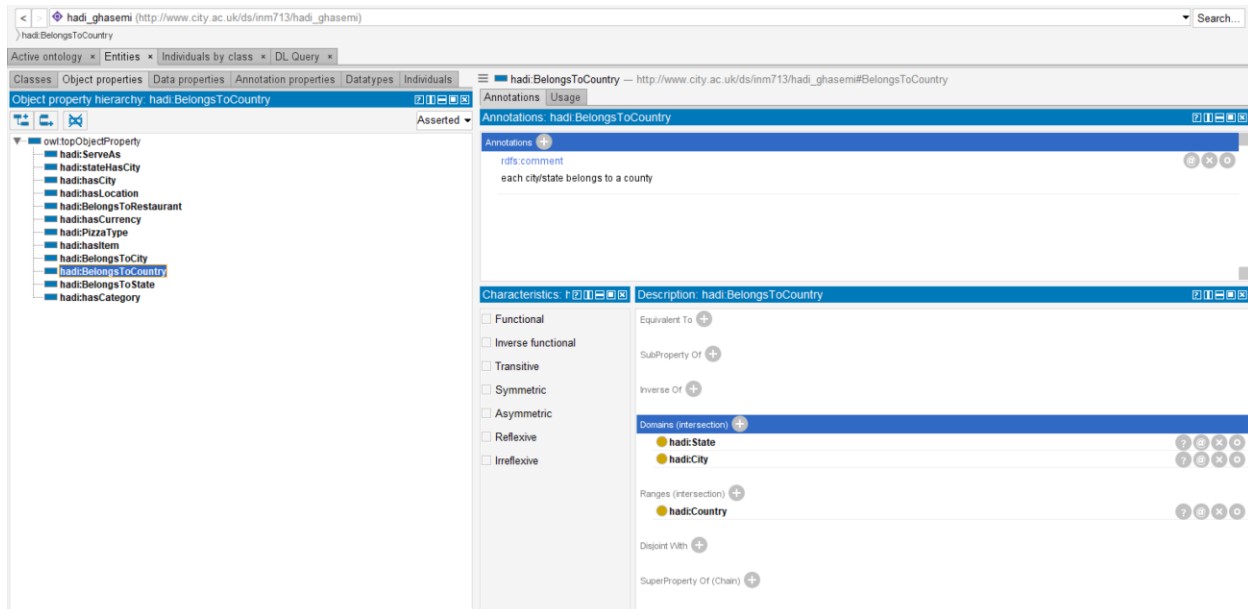 hadi_ghasemi (http://www.city.ac.uk/ds/inm713/hadi_ghasemi)
Search...
hadi:BelongsToCountry
Active ontology × Entities × Individuals by class × DL Query ×
Classes Object properties Data properties Annotation properties Datatypes Individuals
Object property hierarchy: hadi:BelongsToCountry
Asserted
owl:topObjectProperty
hadi:ServeAs
hadi:stateHasCity
hadi:hasCity
hadi:hasLocation
hadi:BelongsToRestaurant
hadi:hasCurrency
hadi:PizzaType
hadi:hasItem
hadi:BelongsToCity
hadi:BelongsToCountry
hadi:BelongsToState
hadi:hasCategory
hadi:BelongsToCountry — http://www.city.ac.uk/ds/inm713/hadi_ghasemi#BelongsToCountry
Annotations Usage
Annotations: hadi:BelongsToCountry
Annotations
rdfs:comment
each city/state belongs to a county
Characteristics: h
Functional
Inverse functional
Transitive
Symmetric
Asymmetric
Reflexive
Irreflexive
Description: hadi:BelongsToCountry
Equivalent To
SubProperty Of
Inverse Of
Domains (intersection)
hadi:State
hadi:City
Ranges (intersection)
hadi:Country
Disjoint With
SuperProperty Of (Chain)